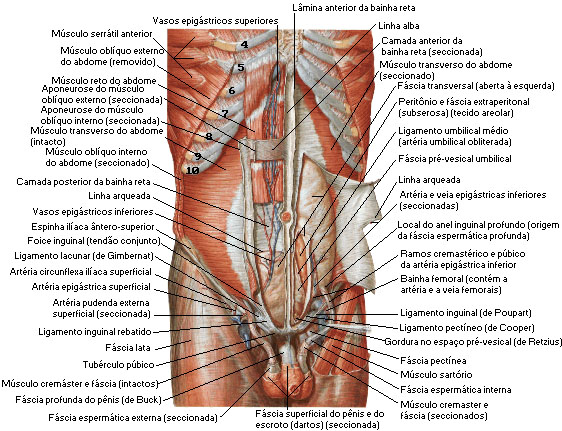 Lâmina anterior da bainha reta
Vasos epigástricos superiores
Músculo serrátil anterior
Músculo oblíquo externo
do abdome (removido)
Músculo reto do abdome
Aponeurose do músculo
oblíquo externo (seccionada)
Aponeurose do músculo
oblíquo interno (seccionada)
Músculo transverso do abdome
(intacto)
Músculo oblíquo interno
do abdome (seccionado)
Camada posterior da bainha reta
Linha arqueada
Vasos epigástricos inferiores
Espinha ilíaca ântero-superior
Foice inguinal (tendão conjunto)
Ligamento lacunar (de Gimbernat)
Artéria circunflexa ilíaca superficial
Artéria epigástrica superficial
Artéria pudenda externa
superficial (seccionada)
Ligamento inguinal rebatido
Fáscia lata
Tubérculo púbico
Músculo cremáster e fáscia (intactos)
Fáscia profunda do pênis (de Buck)
Fáscia espermática externa (seccionada)
4
5
6
7
8
9
10
Linha alba
Camada anterior da
bainha reta (seccionada)
Músculo transverso do abdome
(seccionado)
Fáscia transversal (aberta à esquerda)
Peritônio e fáscia extraperitonal
(subserosa) (tecido areolar)
Ligamento umbilical médio
(artéria umbilical obliterada)
Fáscia pré-vesical umbilical
Linha arqueada
Artéria e veia epigástricas inferiores
(seccionadas)
Local do anel inguinal profundo (origem
da fáscia espermática profunda)
Ramos cremastérico e púbico
da artéria epigástrica inferior
Bainha femoral (contém a
artéria e a veia femorais)
Ligamento inguinal (de Poupart)
Ligamento pectíneo (de Cooper)
Gordura no espaço pré-vesical (de Retzius)
Fáscia pectínea
Músculo sartório
Fáscia espermática interna
Músculo cremaster e
fáscia (seccionados)
Fáscia superficial do pênis e do
escroto (dartos) (seccionada)